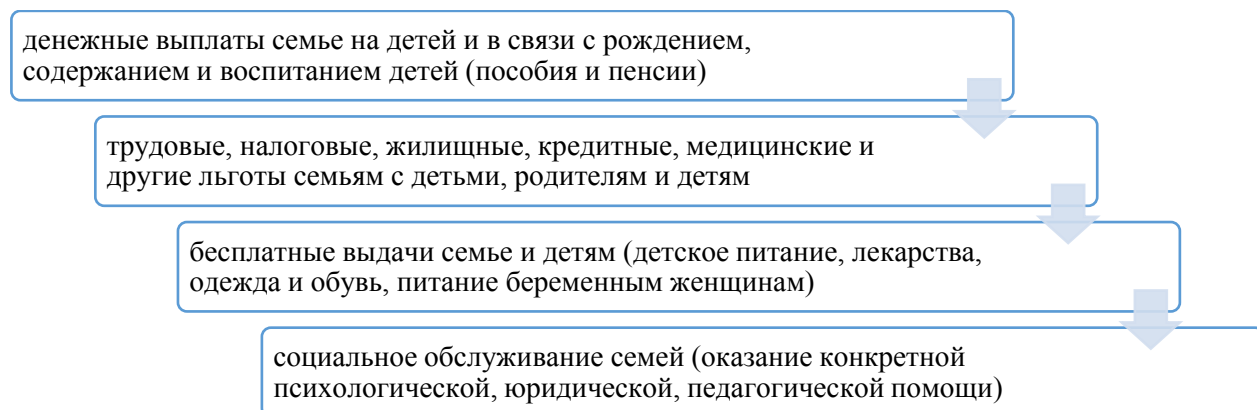 денежные выплаты семье на детей и в связи с рождением,
содержанием и воспитанием детей (пособия и пенсии)
трудовые, налоговые, жилищные, кредитные, медицинские и
другие льготы семьям с детьми, родителям и детям
бесплатные выдачи семье и детям (детское питание, лекарства,
одежда и обувь, питание беременным женщинам)
социальное обслуживание семей (оказание конкретной
психологической, юридической, педагогической помощи)